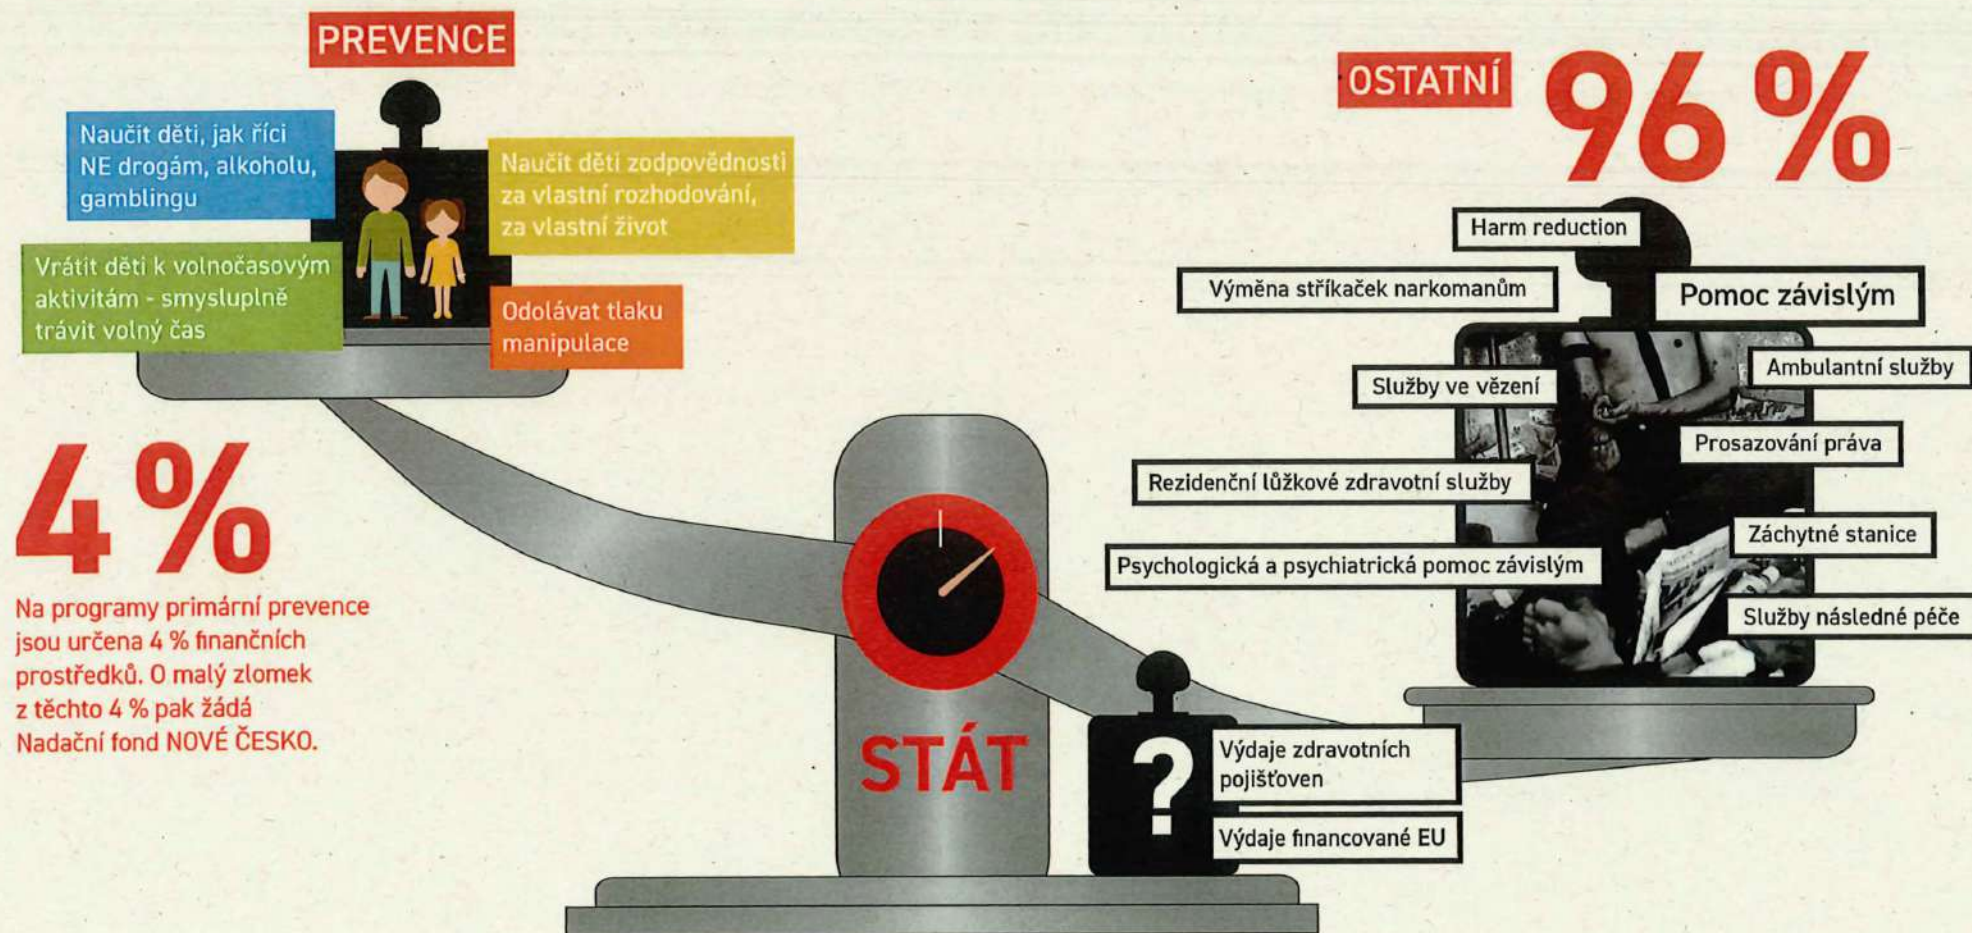 PREVENCE
Naučit děti, jak říci
NE drogám, alkoholu,
gamblingu
Naučit děti zodpovědnosti
za vlastní rozhodování,
za vlastní život
Vrátit děti k volnočasovým
aktivitám - smysluplně
trávit volný čas
Odolávat tlaku
manipulace
4 %
Na programy primární prevence
jsou určena 4 % finančních
prostředků. O malý zlomek
z těchto 4 % pak žádá
Nadační fond NOVÉ ČESKO.
STÁT
?
Výdaje zdravotních
pojišťoven
Výdaje financované EU
OSTATNÍ
96 %
Harm reduction
Výměna stříkaček narkomanům
Pomoc závislým
Ambulantní služby
Služby ve vězení
Prosazování práva
Rezidenční lůžkové zdravotní služby
Záchytné stanice
Psychologická a psychiatrická pomoc závislým
Služby následné péče